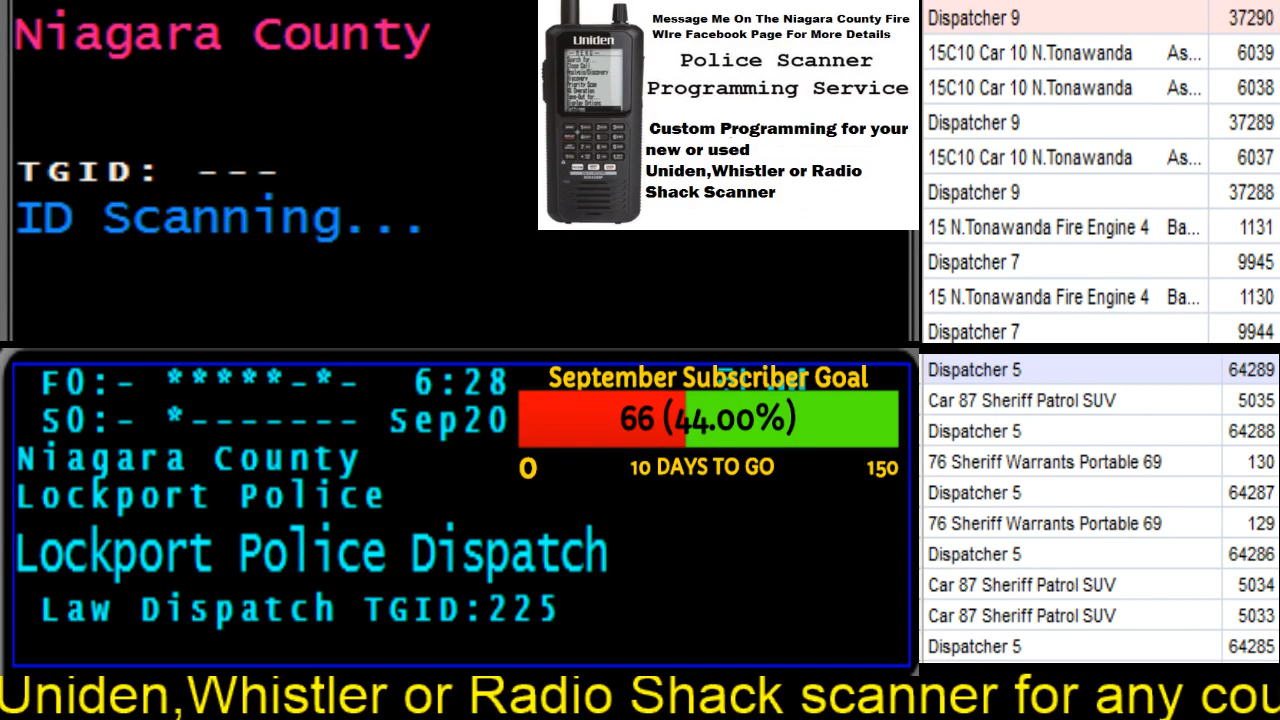 Niagara County
TGID: ---
ID Scanning...
Uniden
Message Me On The Niagara County Fire
WIre Facebook Page For More Details
Police Scanner
Programming Service
Custom Programming for your
new or used
Uniden,Whistler or Radio
Shack Scanner
Dispatcher 9 37290
15C10 Car 10 N.Tonawanda As... 6039
15C10 Car 10 N.Tonawanda As... 6038
Dispatcher 9 37289
15C10 Car 10 N.Tonawanda As... 6037
Dispatcher 9 37288
15 N.Tonawanda Fire Engine 4 Ba... 1131
Dispatcher 7 9945
15 N.Tonawanda Fire Engine 4 Ba... 1130
Dispatcher 7 9944
F0:- *****-*- 6:28
S0:- *------- Sep20
Niagara County
Lockport Police
Lockport Police Dispatch
Law Dispatch TGID:225
September Subscriber Goal
66 (44.00%)
0 10 DAYS TO GO 150
Dispatcher 5 64289
Car 87 Sheriff Patrol SUV 5035
Dispatcher 5 64288
76 Sheriff Warrants Portable 69 130
Dispatcher 5 64287
76 Sheriff Warrants Portable 69 129
Dispatcher 5 64286
Car 87 Sheriff Patrol SUV 5034
Car 87 Sheriff Patrol SUV 5033
Dispatcher 5 64285
Uniden,Whistler or Radio Shack scanner for any cou